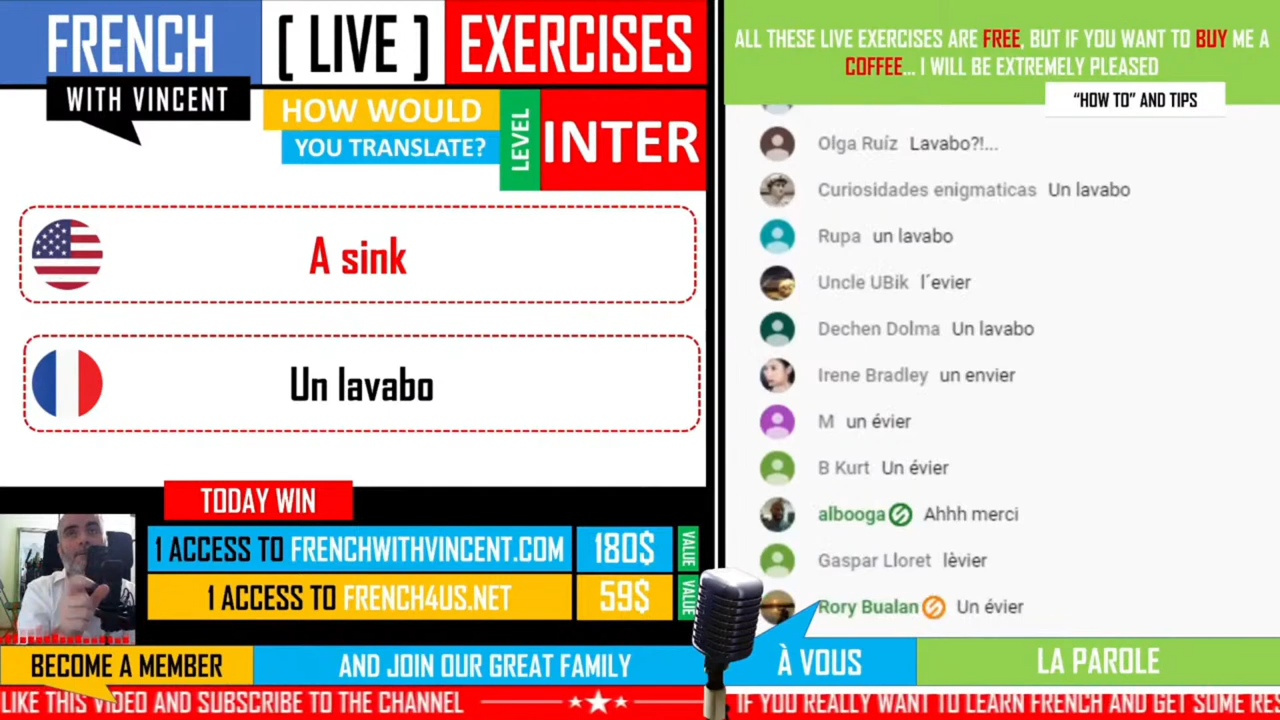 FRENCH
[ LIVE ]
EXERCISES
WITH VINCENT
HOW WOULD
YOU TRANSLATE?
LEVEL
INTER
A sink
Un lavabo
TODAY WIN
1 ACCESS TO FRENCHWITHVINCENT.COM
180$
VALUE
1 ACCESS TO FRENCH4US.NET
59$
VALUE
BECOME A MEMBER
AND JOIN OUR GREAT FAMILY
LIKE THIS VIDEO AND SUBSCRIBE TO THE CHANNEL
ALL THESE LIVE EXERCISES ARE FREE, BUT IF YOU WANT TO BUY ME A
COFFEE... I WILL BE EXTREMELY PLEASED
“HOW TO” AND TIPS
Olga Ruíz Lavabo?!...
Curiosidades enigmaticas Un lavabo
Rupa un lavabo
Uncle UBik l´evier
Dechen Dolma Un lavabo
Irene Bradley un envier
M un évier
B Kurt Un évier
albooga Ahhh merci
Gaspar Lloret lèvier
Rory Bualan Un évier
À VOUS
LA PAROLE
IF YOU REALLY WANT TO LEARN FRENCH AND GET SOME RES